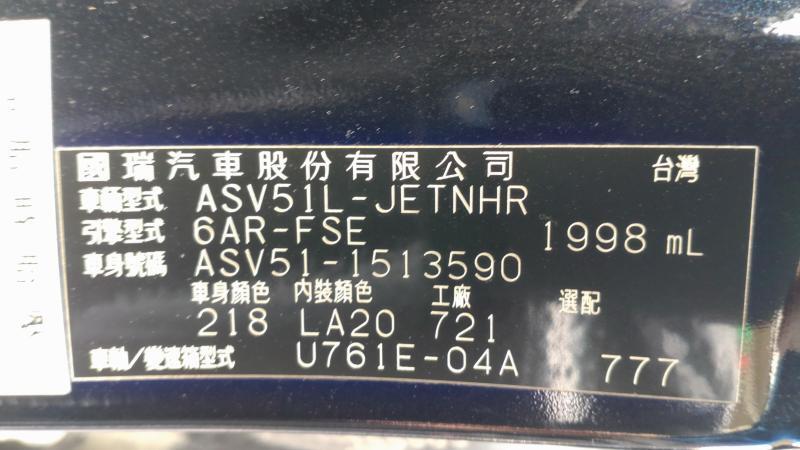 國瑞汽車股份有限公司 台灣
車輛型式 ASV51L-JETNHR
引擎型式 6AR-FSE 1998 mL
車身號碼 ASV51-1513590
車身顏色 內裝顏色 工廠 選配
218 LA20 721
車軸/變速箱型式 U761E-04A 777